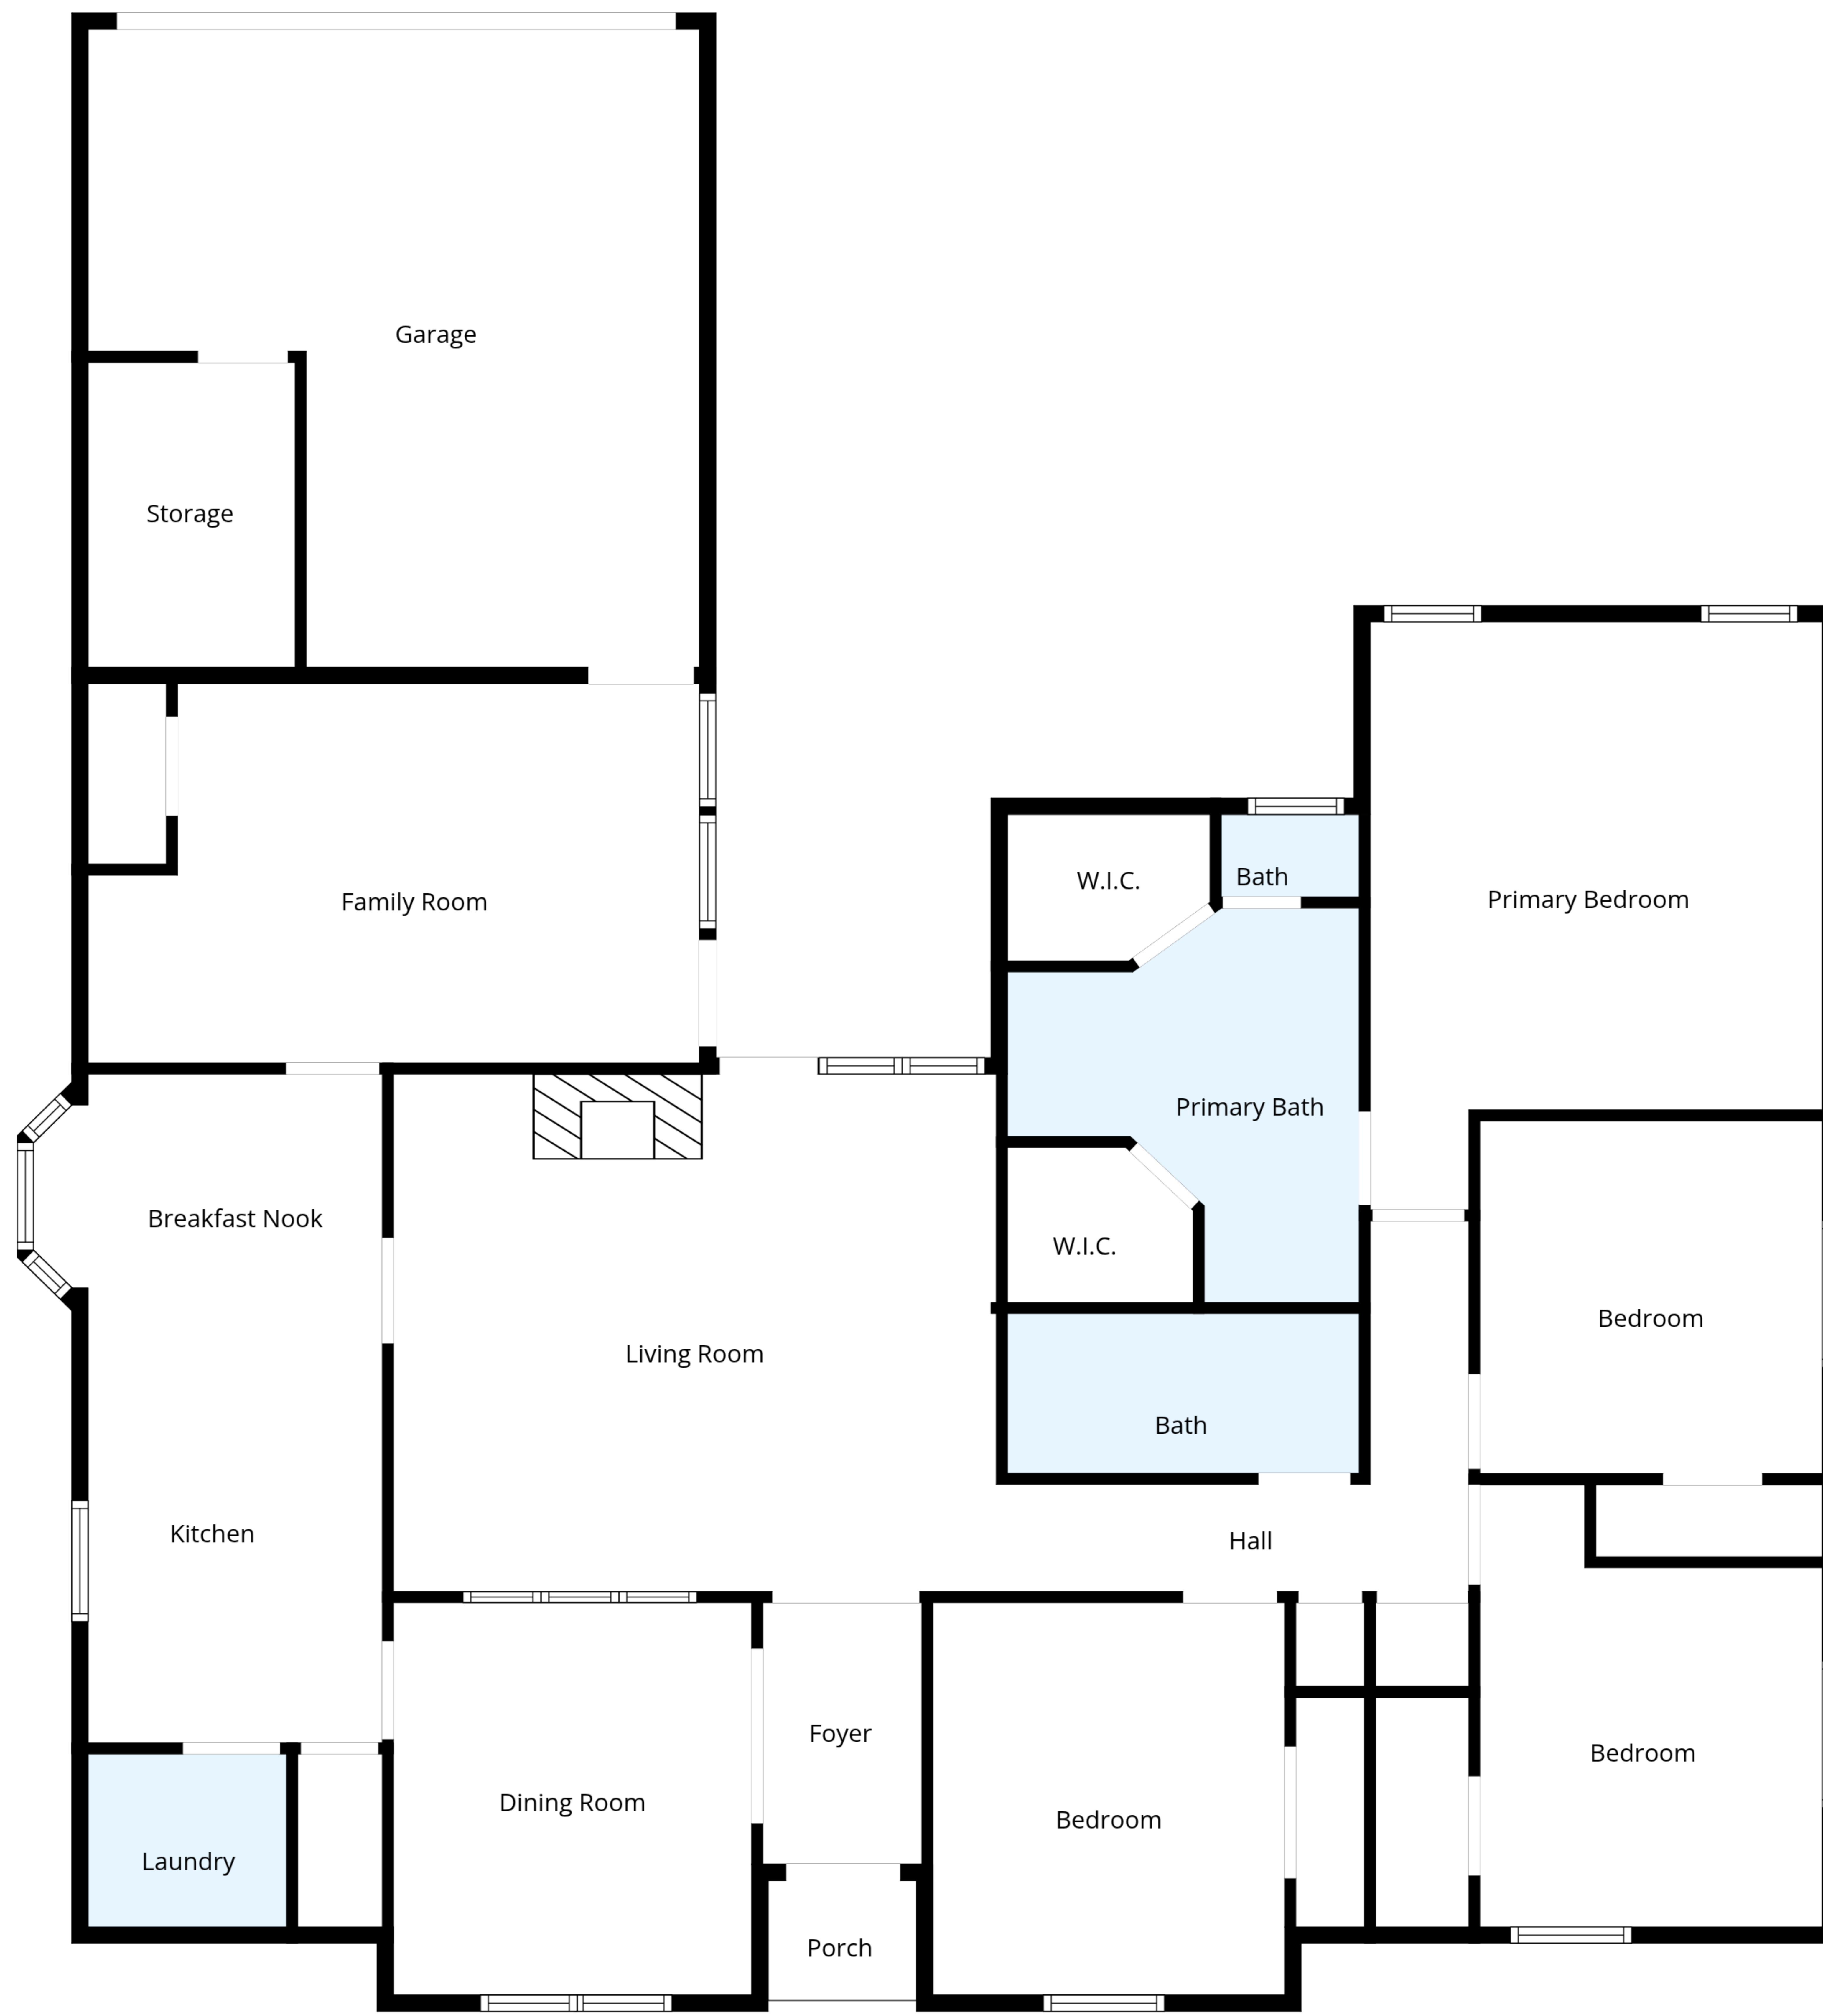 Garage
Storage
W.I.C.
Bath
Primary Bedroom
Family Room
Primary Bath
Breakfast Nook
W.I.C.
Bedroom
Living Room
Bath
Kitchen
Hall
Foyer
Bedroom
Dining Room
Bedroom
Laundry
Porch